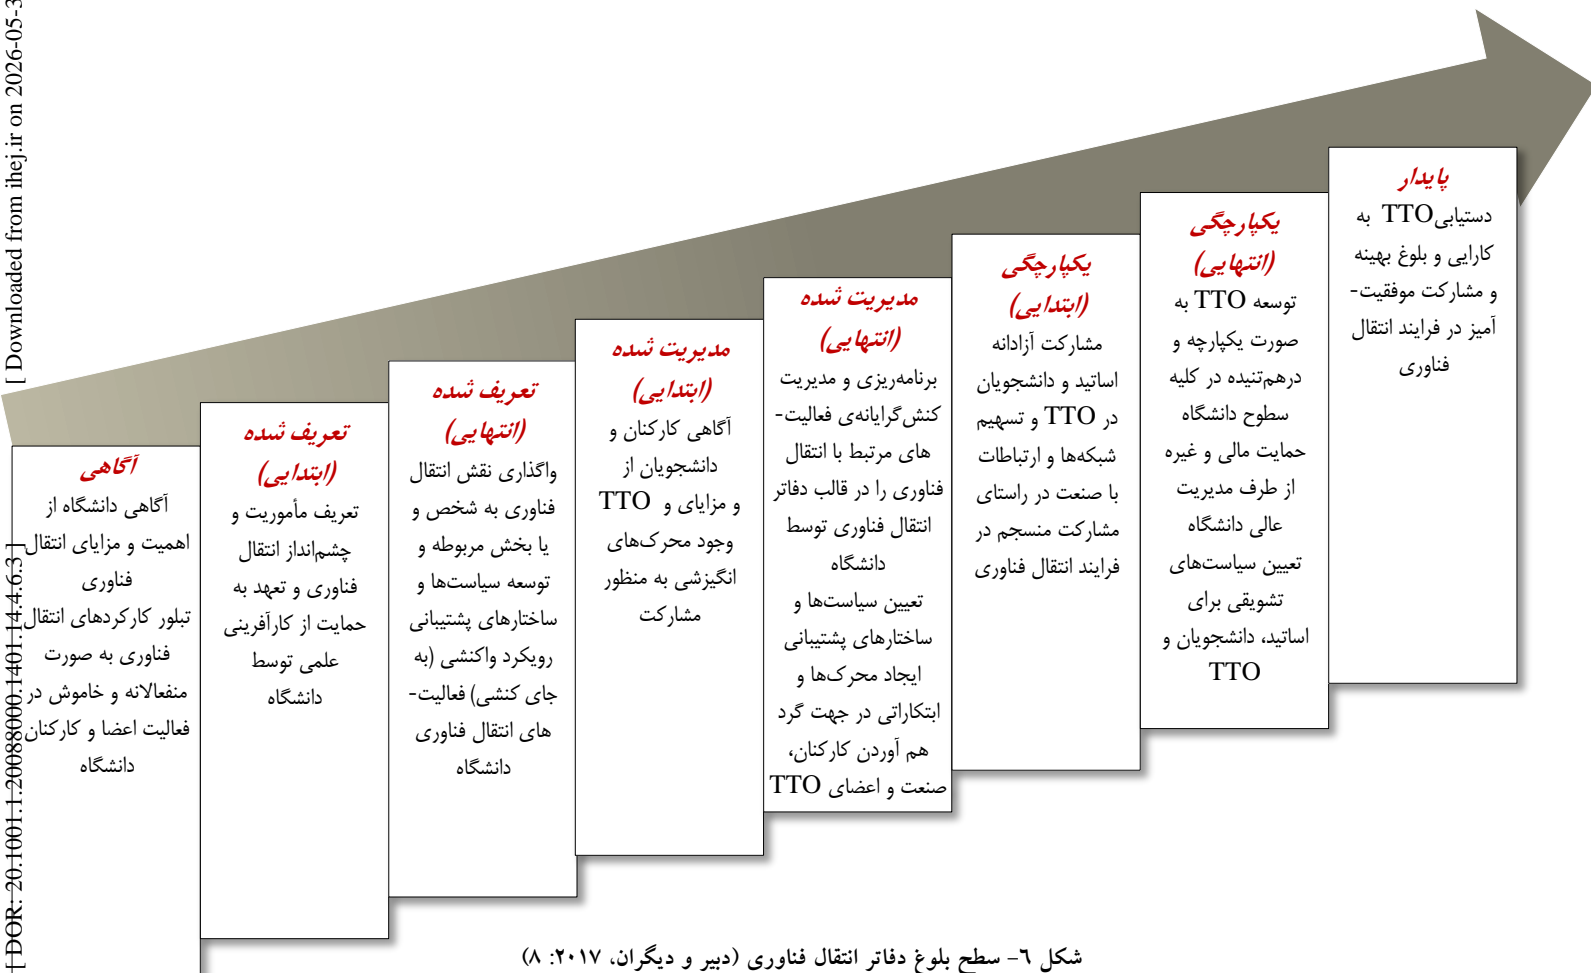 [ Downloaded from ihej.ir on 2026-05-3
[ DOR: 20.1001.1.20088000.1401.14.4.6.3 ]
آگاهی
آگاهی دانشگاه از
اهمیت و مزایای انتقال
فناوری
تبلور کارکردهای انتقال
فناوری به صورت
منفعالانه و خاموش در
فعالیت اعضا و کارکنان
دانشگاه
تعریف شده
(ابتدایی)
تعریف مأموریت و
چشم‌انداز انتقال
فناوری و تعهد به
حمایت از کارآفرینی
علمی توسط
دانشگاه
تعریف شده
(انتهایی)
واگذاری نقش انتقال
فناوری به شخص و
یا بخش مربوطه و
توسعه سیاست‌ها و
ساختارهای پشتیبانی
رویکرد واکنشی (به
جای کنشی) فعالیت-
های انتقال فناوری
دانشگاه
مدیریت شده
(ابتدایی)
آگاهی کارکنان و
دانشجویان از
و مزایای و TTO
وجود محرک‌های
انگیزشی به منظور
مشارکت
مدیریت شده
(انتهایی)
برنامه‌ریزی و مدیریت
کنش‌گرایانه‌ی فعالیت-
های مرتبط با انتقال
فناوری را در قالب دفاتر
انتقال فناوری توسط
دانشگاه
تعیین سیاست‌ها و
ساختارهای پشتیبانی
ایجاد محرک‌ها و
ابتکاراتی در جهت گرد
هم آوردن کارکنان،
صنعت و اعضای TTO
یکپارچگی
(ابتدایی)
مشارکت آزادانه
اساتید و دانشجویان
در TTO و تسهیم
شبکه‌ها و ارتباطات
با صنعت در راستای
مشارکت منسجم در
فرایند انتقال فناوری
یکپارچگی
(انتهایی)
توسعه TTO به
صورت یکپارچه و
درهم‌تنیده در کلیه
سطوح دانشگاه
حمایت مالی و غیره
از طرف مدیریت
عالی دانشگاه
تعیین سیاست‌های
تشویقی برای
اساتید، دانشجویان و
TTO
پایدار
دستیابی TTO به
کارایی و بلوغ بهینه
و مشارکت موفقیت-
آمیز در فرایند انتقال
فناوری
شکل ٦- سطح بلوغ دفاتر انتقال فناوری (دبیر و دیگران، ۲۰۱۷: ۸)